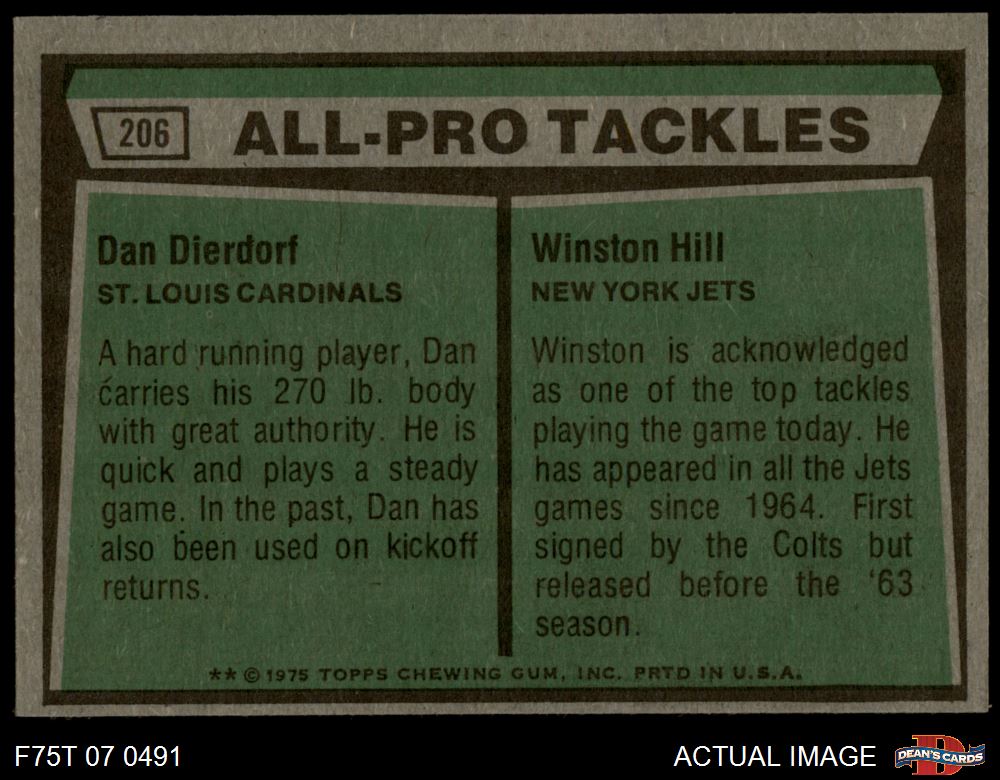 206
ALL-PRO TACKLES
Dan Dierdorf
ST. LOUIS CARDINALS
A hard running player, Dan
carries his 270 lb. body
with great authority. He is
quick and plays a steady
game. In the past, Dan has
also been used on kickoff
returns.
Winston Hill
NEW YORK JETS
Winston is acknowledged
as one of the top tackles
playing the game today. He
has appeared in all the Jets
games since 1964. First
signed by the Colts but
released before the '63
season.
** © 1975 TOPPS CHEWING GUM, INC. PRTD IN U.S.A.
F75T 07 0491
ACTUAL IMAGE
D
DEAN'S CARDS